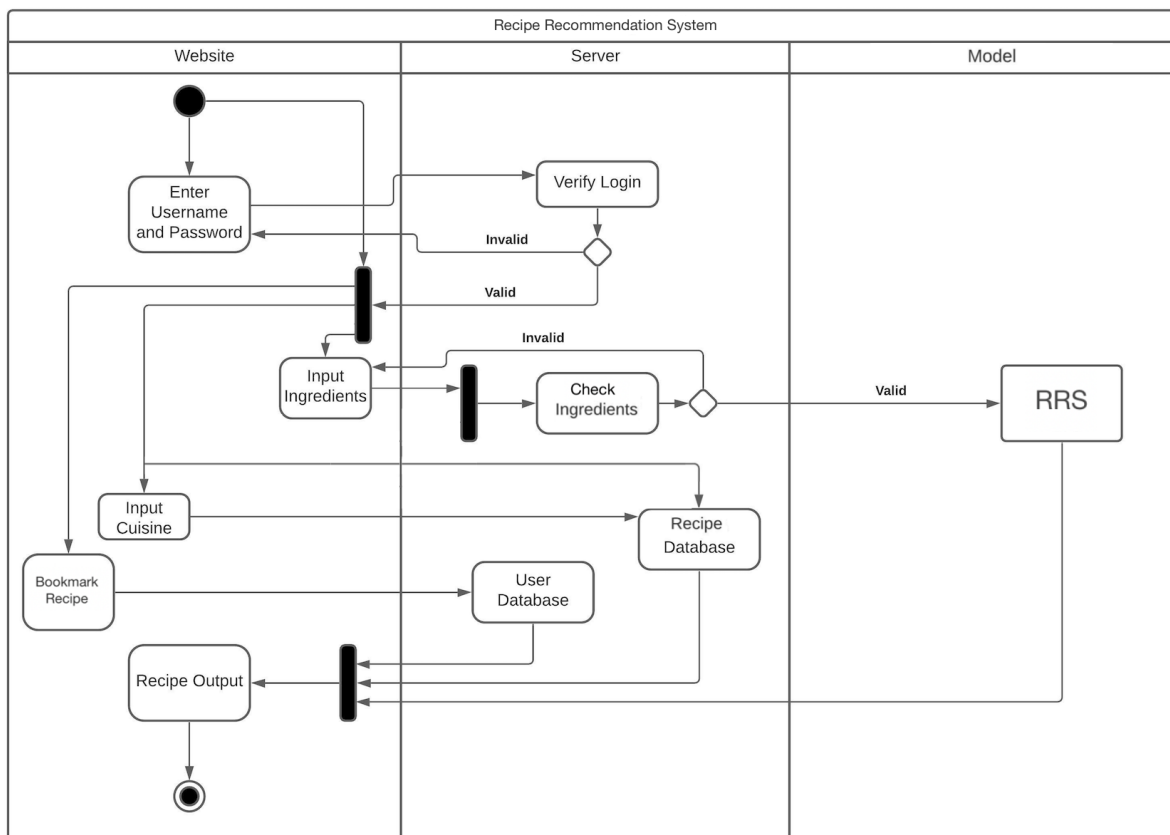 Recipe Recommendation System
Website
Server
Model
Enter
Username
and Password
Verify Login
Invalid
Valid
Invalid
Input
Ingredients
Check
Ingredients
Valid
RRS
Input
Cuisine
Recipe
Database
Bookmark
Recipe
User
Database
Recipe Output